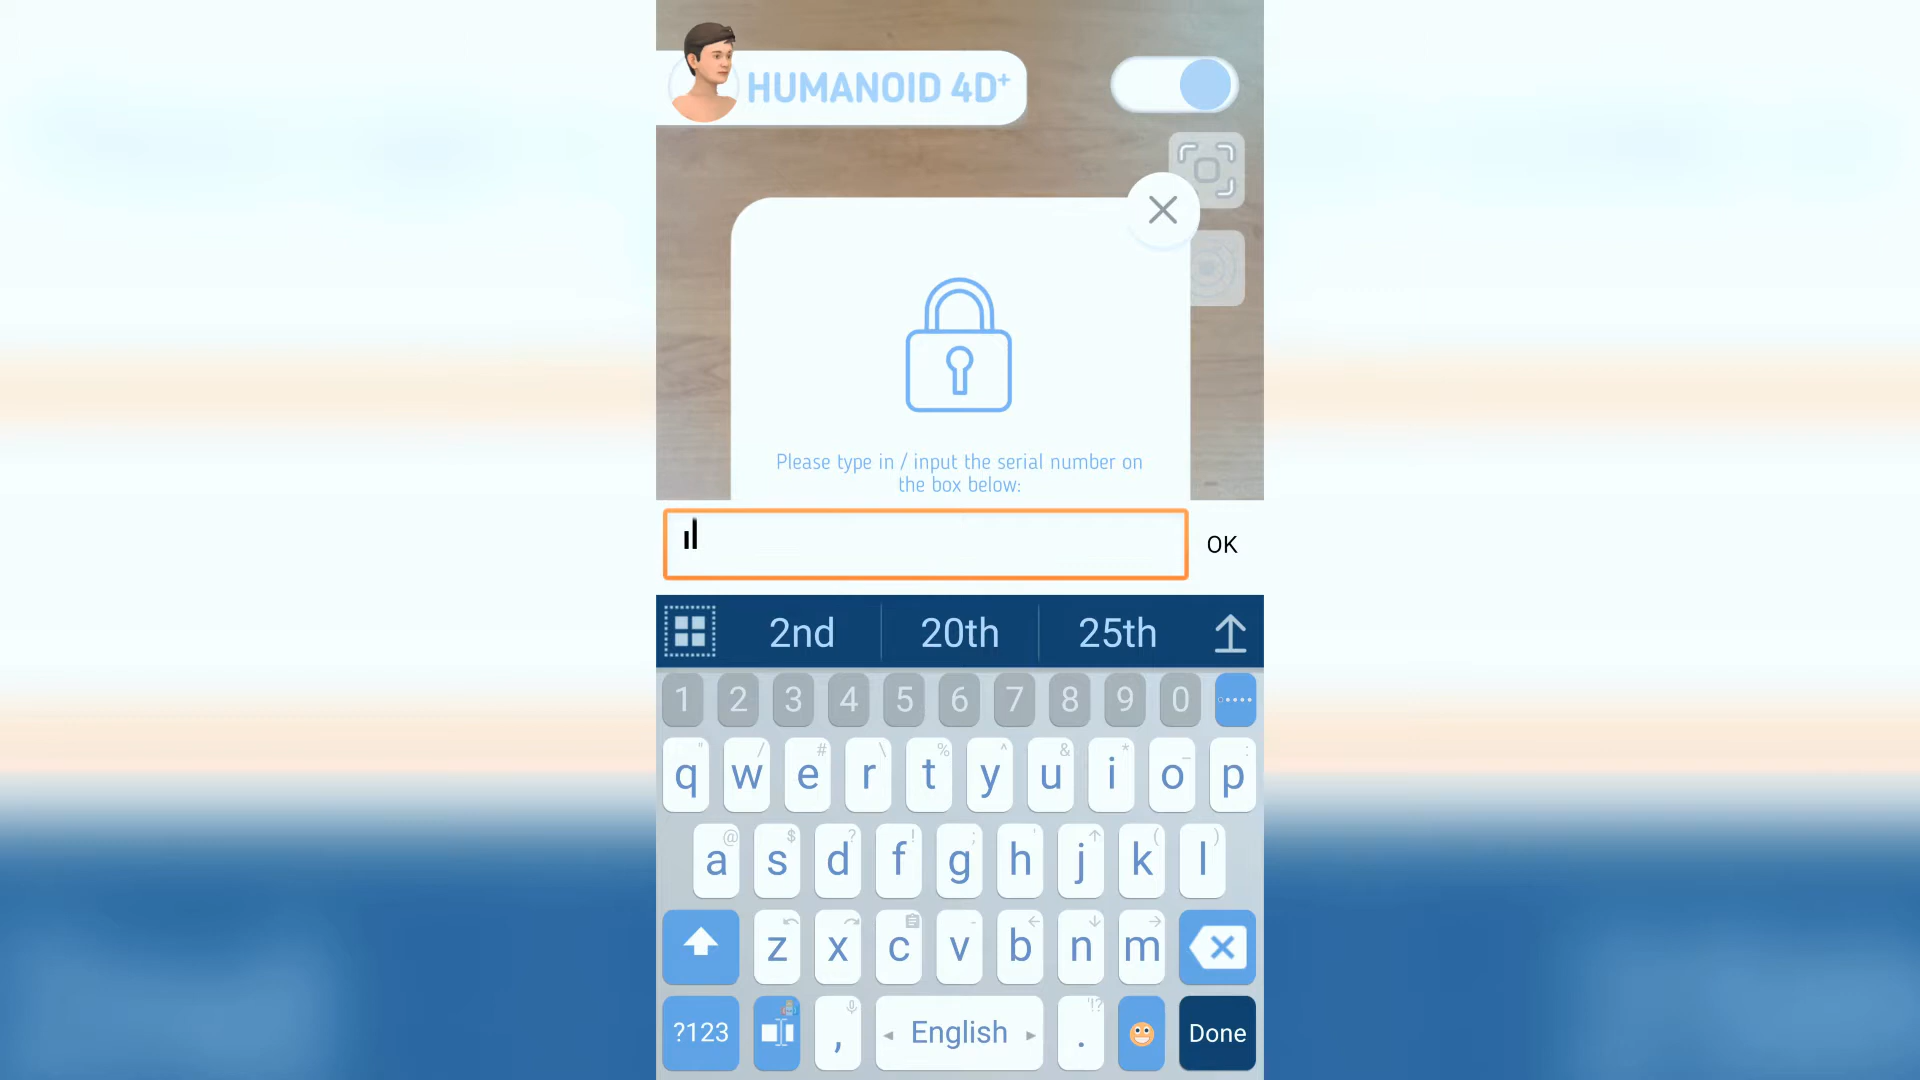 HUMANOID 4D+
Please type in / input the serial number on
the box below:
OK
2nd 20th 25th
1 2 3 4 5 6 7 8 9 0
q w e r t y u i o p
a s d f g h j k l
z x c v b n m
?123 , English . Done